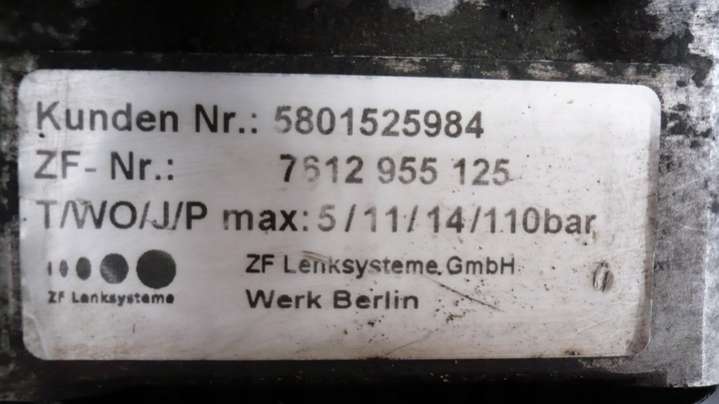 Kunden Nr.: 5801525984
ZF- Nr.: 7612 955 125
T/WO/J/P max: 5/11/14/110bar
ZF Lenksysteme GmbH
ZF Lenksysteme
Werk Berlin